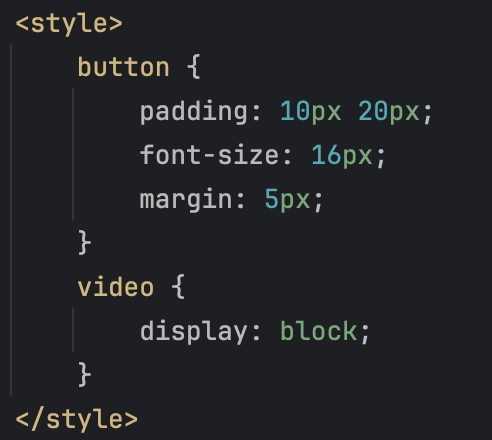 <style>
    button {
        padding: 10px 20px;
        font-size: 16px;
        margin: 5px;
    }
    video {
        display: block;
    }
</style>